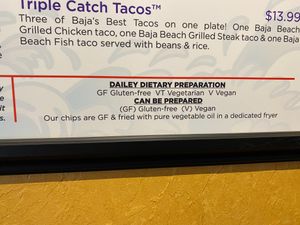 Triple Catch Tacos™
$13.99
Three of Baja's Best Tacos on one plate! One Baja Beach
Grilled Chicken taco, one Baja Beach Grilled Steak taco & one Baja
Beach Fish taco served with beans & rice.
DAILEY DIETARY PREPARATION
GF Gluten-free VT Vegetarian V Vegan
CAN BE PREPARED
(GF) Gluten-free (V) Vegan
Our chips are GF & fried with pure vegetable oil in a dedicated fryer